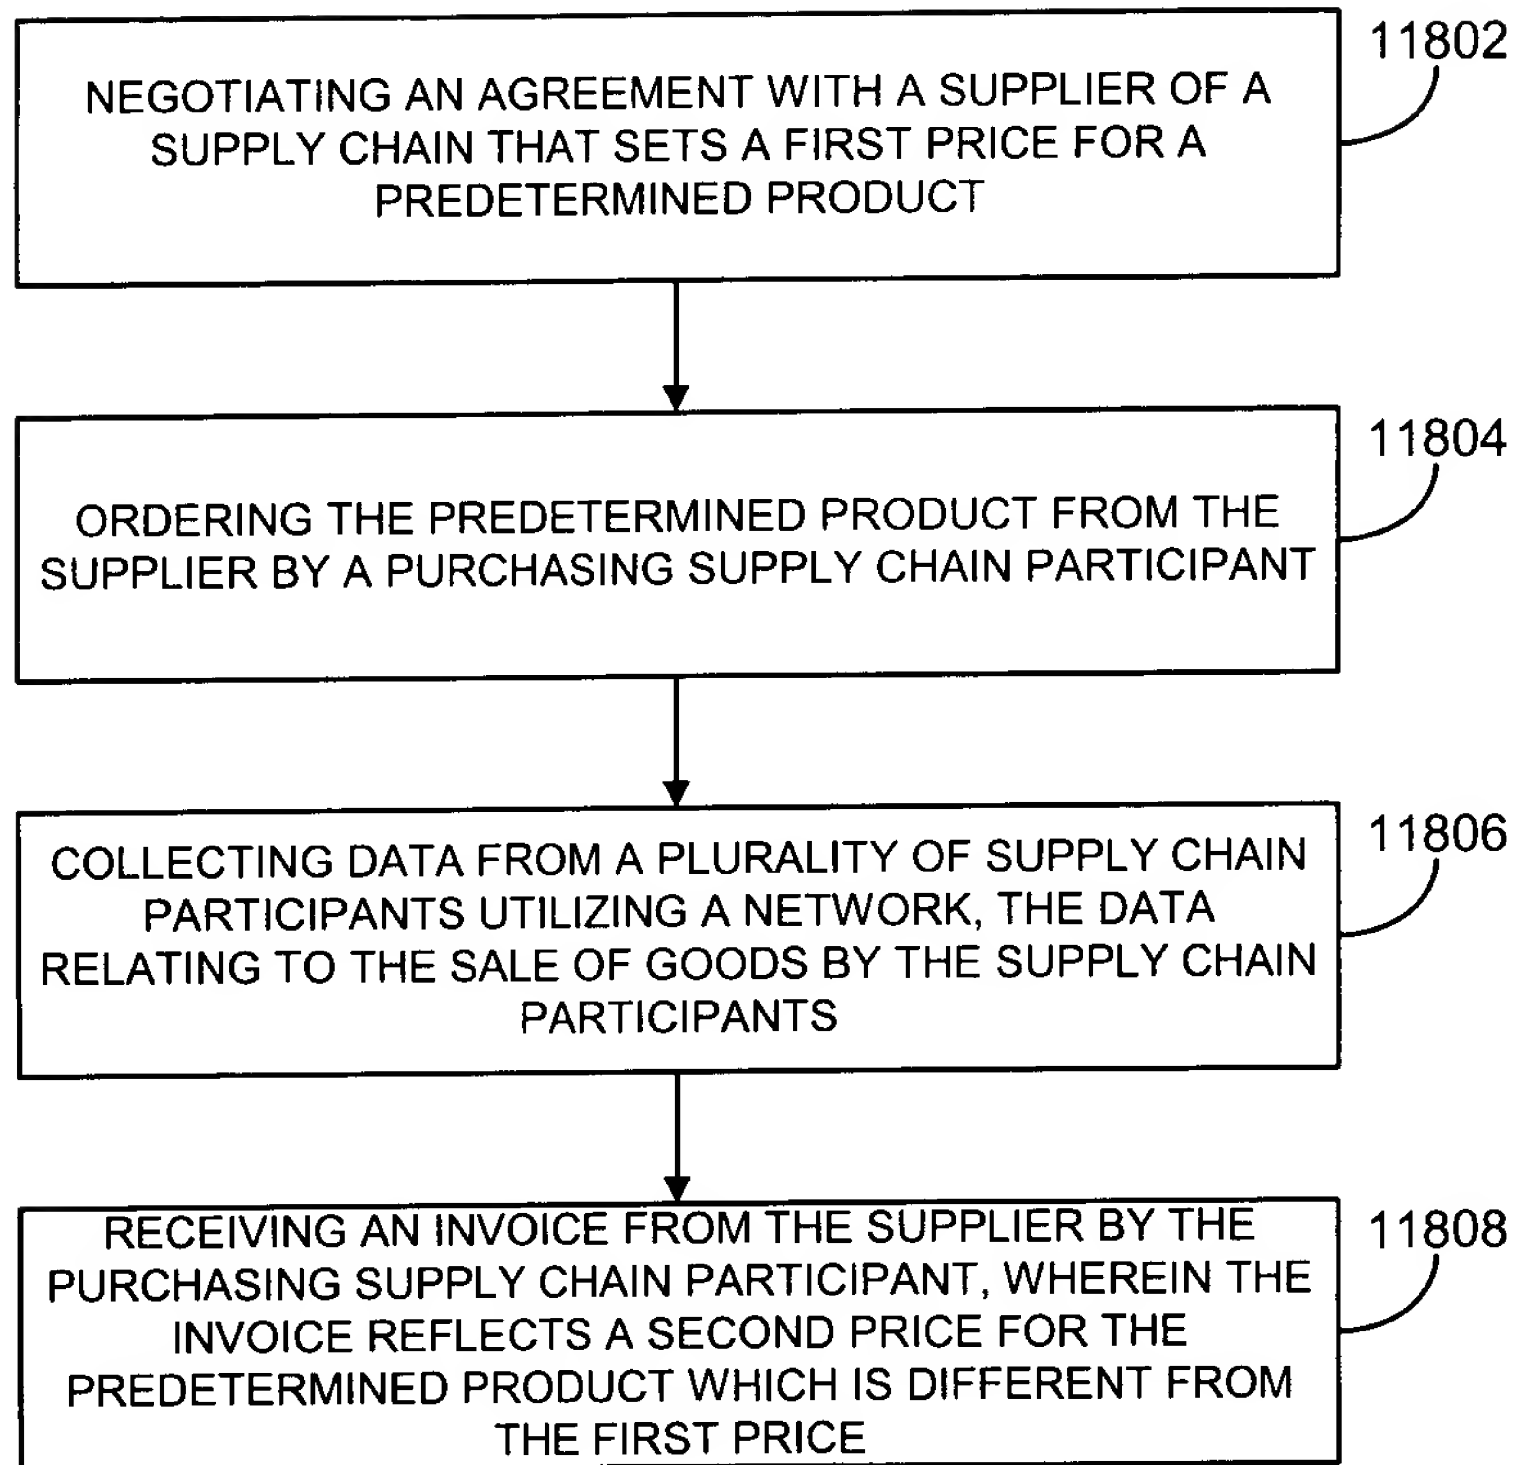 11802
NEGOTIATING AN AGREEMENT WITH A SUPPLIER OF A
SUPPLY CHAIN THAT SETS A FIRST PRICE FOR A
PREDETERMINED PRODUCT
11804
ORDERING THE PREDETERMINED PRODUCT FROM THE
SUPPLIER BY A PURCHASING SUPPLY CHAIN PARTICIPANT
11806
COLLECTING DATA FROM A PLURALITY OF SUPPLY CHAIN
PARTICIPANTS UTILIZING A NETWORK, THE DATA
RELATING TO THE SALE OF GOODS BY THE SUPPLY CHAIN
PARTICIPANTS
11808
RECEIVING AN INVOICE FROM THE SUPPLIER BY THE
PURCHASING SUPPLY CHAIN PARTICIPANT, WHEREIN THE
INVOICE REFLECTS A SECOND PRICE FOR THE
PREDETERMINED PRODUCT WHICH IS DIFFERENT FROM
THE FIRST PRICE